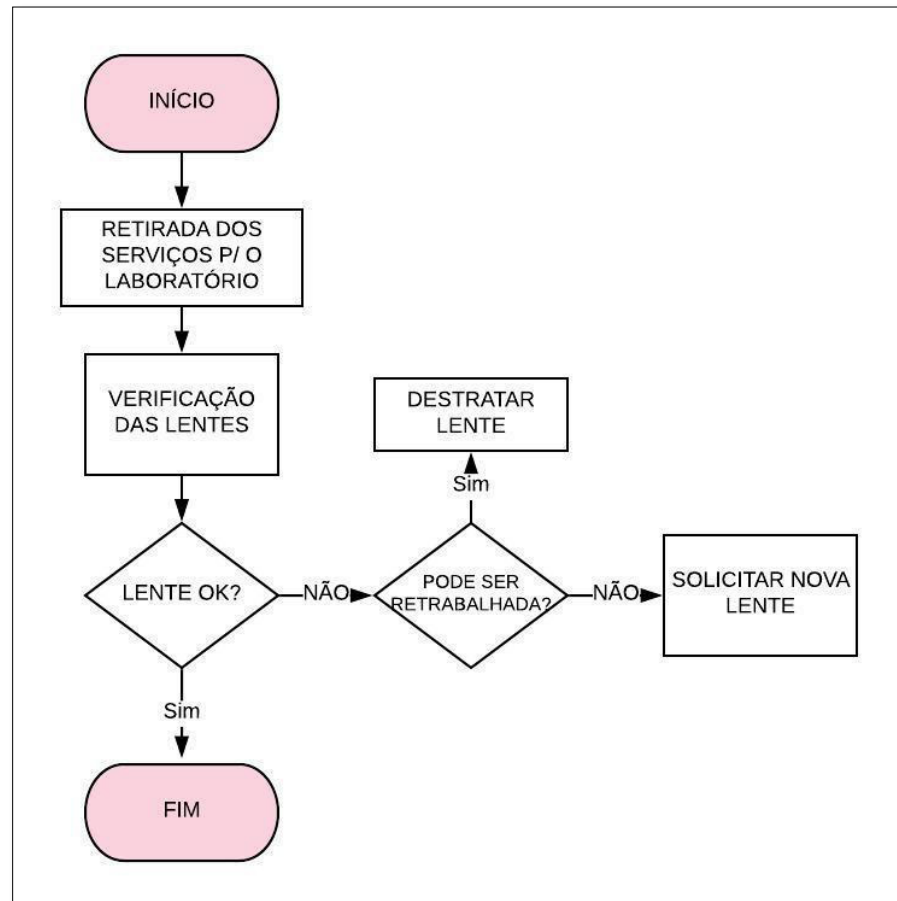 INÍCIO
RETIRADA DOS
SERVIÇOS P/ O
LABORATÓRIO
VERIFICAÇÃO
DAS LENTES
DESTRATAR
LENTE
Sim
LENTE OK?
NÃO
PODE SER
RETRABALHADA?
NÃO
SOLICITAR NOVA
LENTE
Sim
FIM